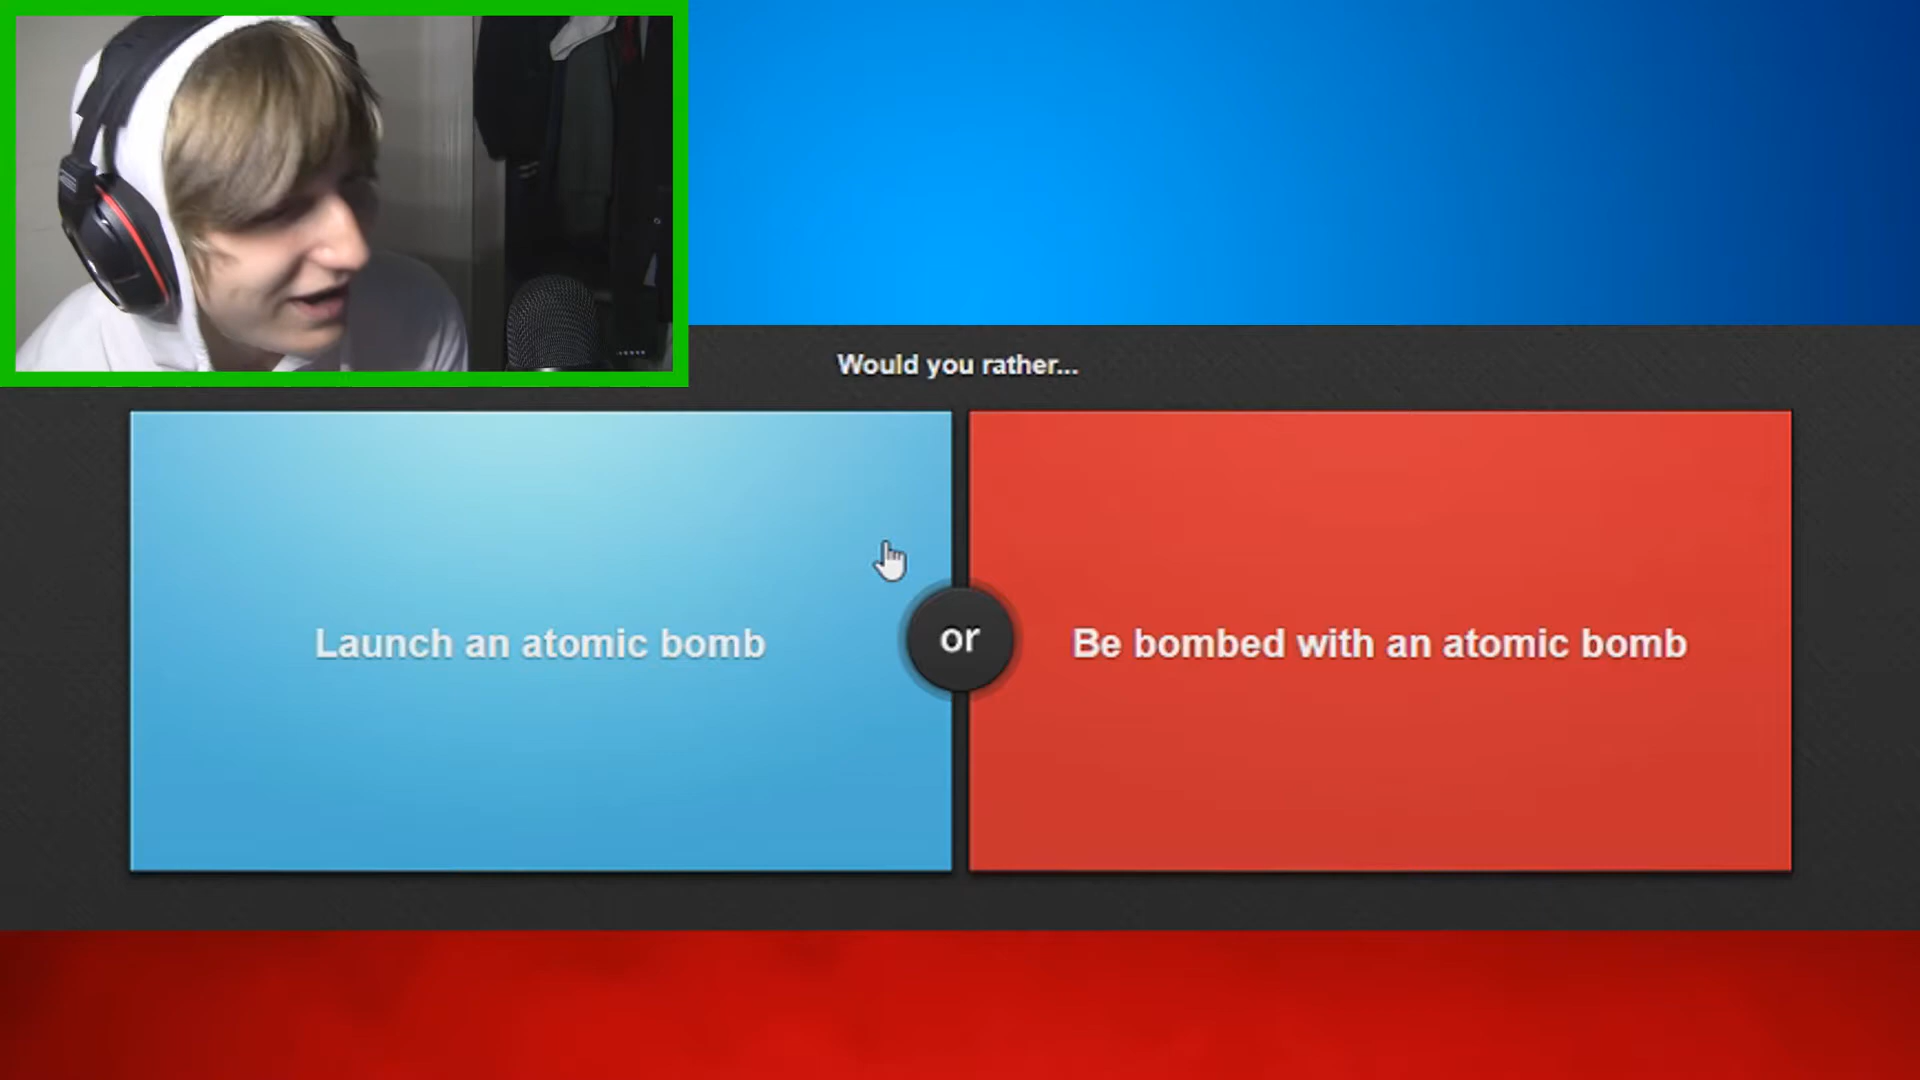 Would you rather...
Launch an atomic bomb
or
Be bombed with an atomic bomb